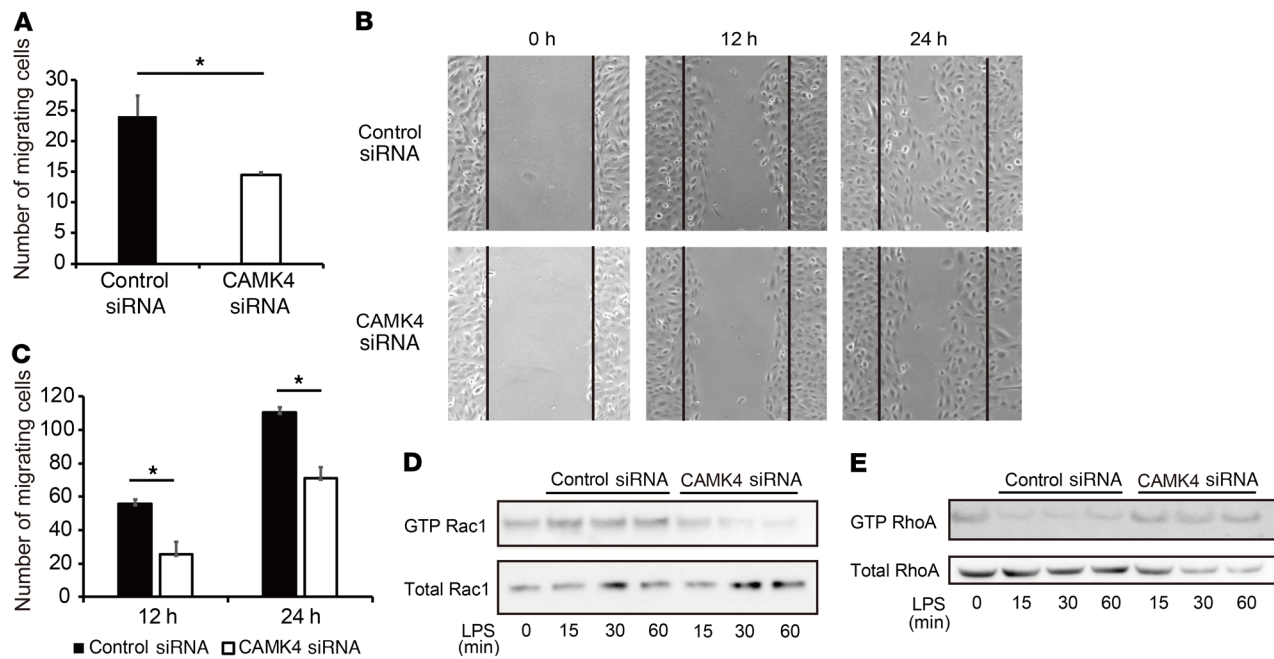 A
Number of migrating cells
30
25
20
15
10
5
0
*
Control
siRNA
CAMK4
siRNA
B
0 h
12 h
24 h
Control
siRNA
CAMK4
siRNA
C
Number of migrating cells
120
100
80
60
40
20
0
*
*
12 h
24 h
Control siRNA
CAMK4 siRNA
D
Control siRNA
CAMK4 siRNA
GTP Rac1
Total Rac1
LPS
(min)
0 15 30 60 15 30 60
E
Control siRNA
CAMK4 siRNA
GTP RhoA
Total RhoA
LPS
(min)
0 15 30 60 15 30 60